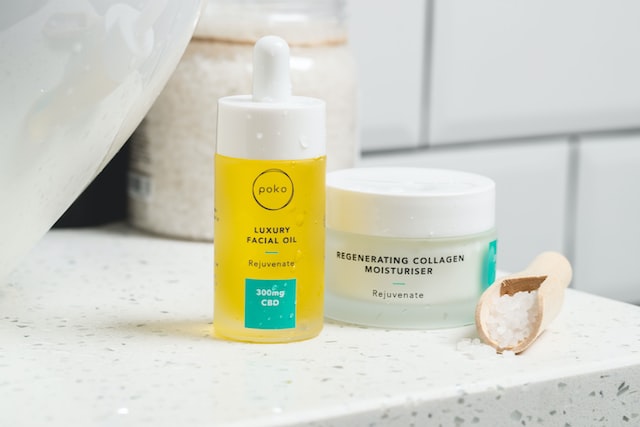 poko
LUXURY
FACIAL OIL
Rejuvenate
300mg
CBD
REGENERATING COLLAGEN
MOISTURISER
Rejuvenate